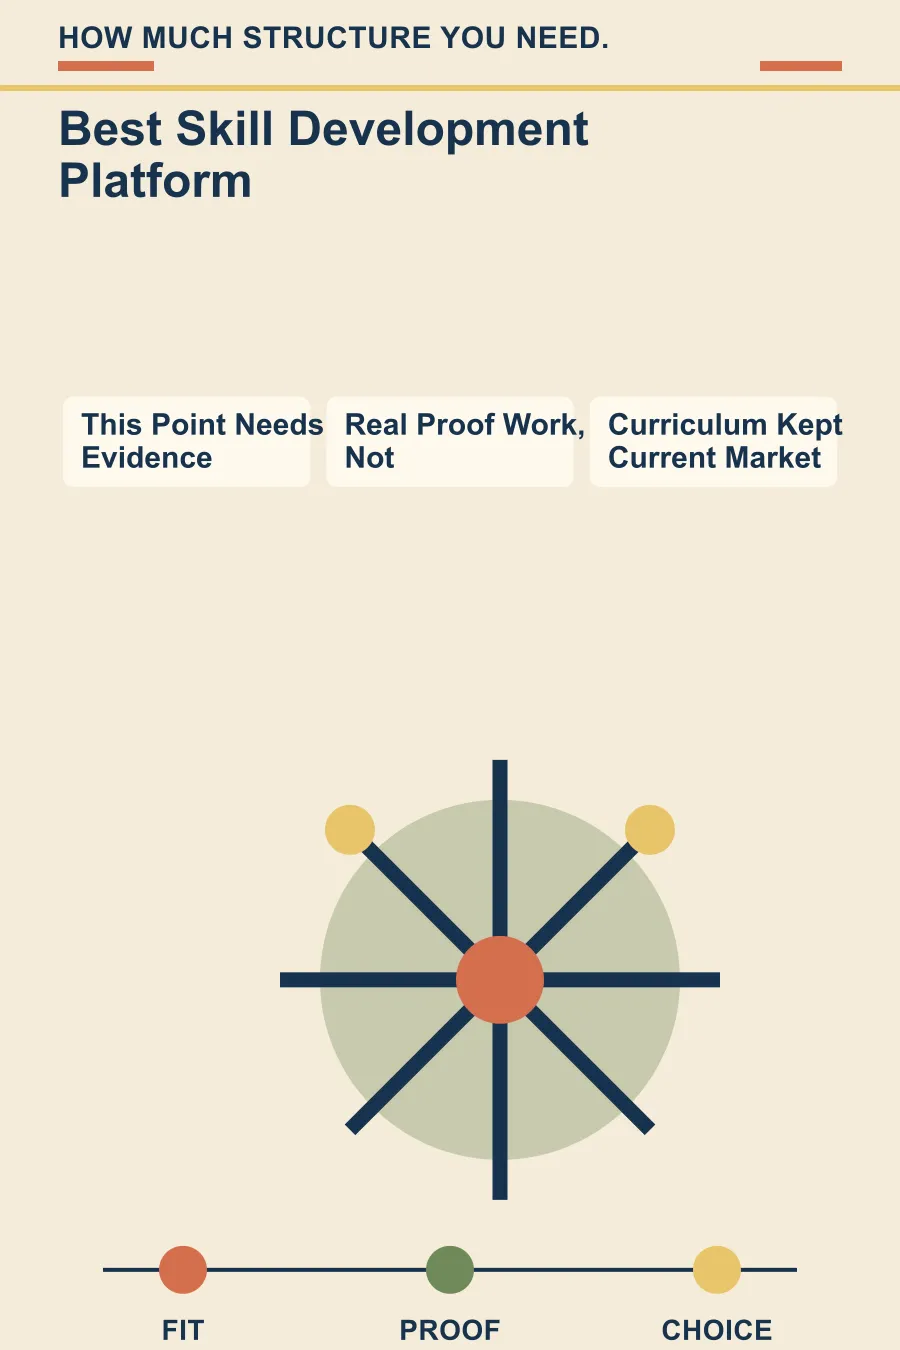 HOW MUCH STRUCTURE YOU NEED.
Best Skill Development
Platform
This Point Needs
Evidence
Real Proof Work,
Not
Curriculum Kept
Current Market
FIT
PROOF
CHOICE